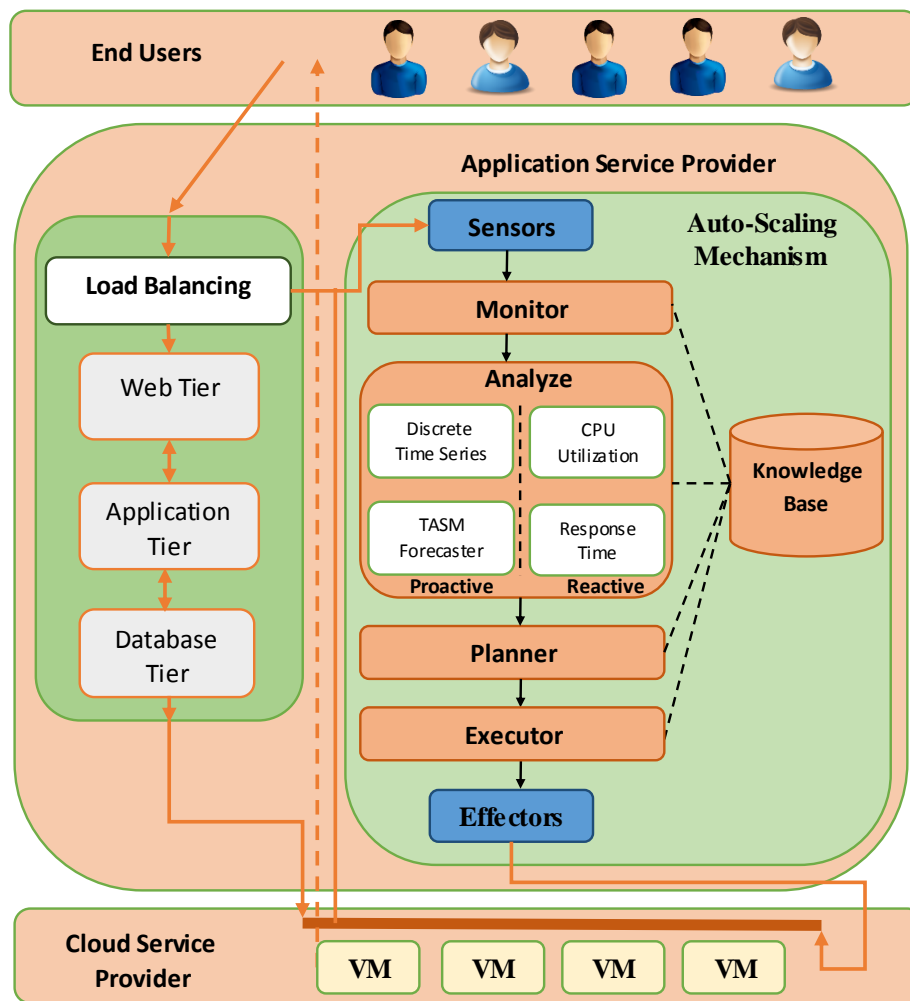 End Users
Application Service Provider
Auto-Scaling
Mechanism
Sensors
Load Balancing
Monitor
Web Tier
Analyze
Discrete
Time Series
CPU
Utilization
Knowledge
Base
Application
Tier
TASM
Forecaster
Response
Time
Proactive
Reactive
Database
Tier
Planner
Executor
Effectors
Cloud Service
Provider
VM
VM
VM
VM